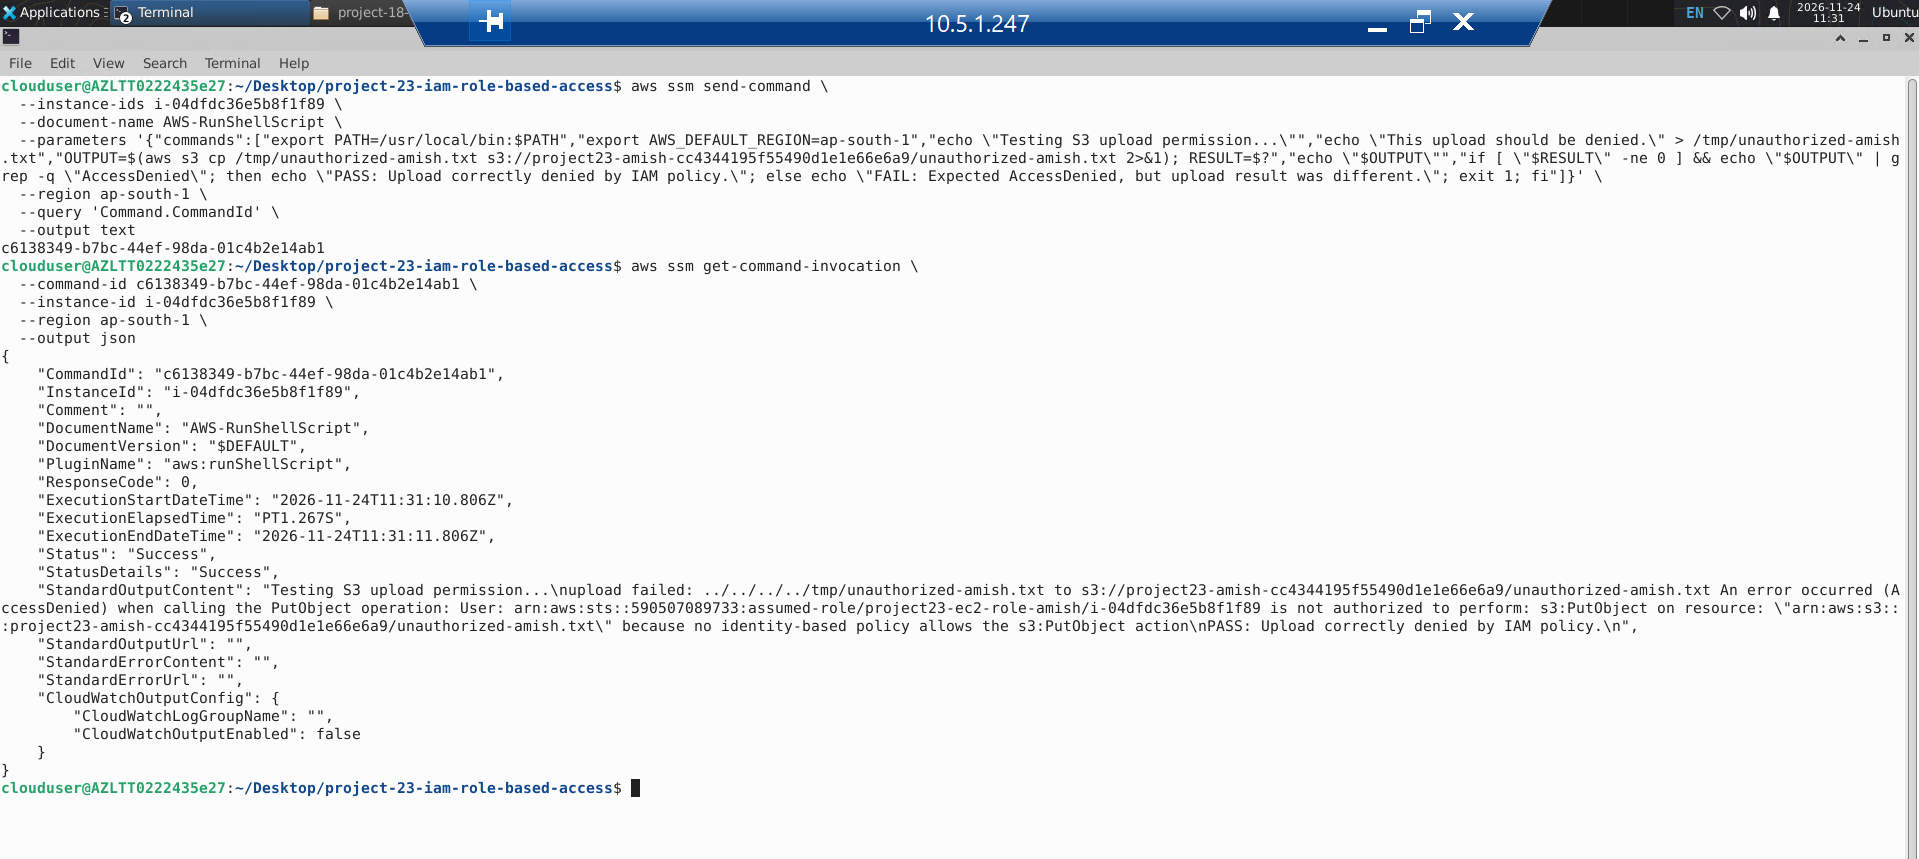 Applications
2
Terminal
project-18-
10.5.1.247
EN
2026-11-24
11:31
Ubuntu
File Edit View Search Terminal Help
clouduser@AZLTT0222435e27:~/Desktop/project-23-iam-role-based-access$ aws ssm send-command \
  --instance-ids i-04dfdc36e5b8f1f89 \
  --document-name AWS-RunShellScript \
  --parameters '{"commands":["export PATH=/usr/local/bin:$PATH","export AWS_DEFAULT_REGION=ap-south-1","echo \"Testing S3 upload permission...\"","echo \"This upload should be denied.\" > /tmp/unauthorized-amish
.txt","OUTPUT=$(aws s3 cp /tmp/unauthorized-amish.txt s3://project23-amish-cc4344195f55490d1e1e66e6a9/unauthorized-amish.txt 2>&1); RESULT=$?","echo \"$OUTPUT\"","if [ \"$RESULT\" -ne 0 ] && echo \"$OUTPUT\" | g
rep -q \"AccessDenied\"; then echo \"PASS: Upload correctly denied by IAM policy.\"; else echo \"FAIL: Expected AccessDenied, but upload result was different.\"; exit 1; fi"]}' \
  --region ap-south-1 \
  --query 'Command.CommandId' \
  --output text
c6138349-b7bc-44ef-98da-01c4b2e14ab1
clouduser@AZLTT0222435e27:~/Desktop/project-23-iam-role-based-access$ aws ssm get-command-invocation \
  --command-id c6138349-b7bc-44ef-98da-01c4b2e14ab1 \
  --instance-id i-04dfdc36e5b8f1f89 \
  --region ap-south-1 \
  --output json
{
    "CommandId": "c6138349-b7bc-44ef-98da-01c4b2e14ab1",
    "InstanceId": "i-04dfdc36e5b8f1f89",
    "Comment": "",
    "DocumentName": "AWS-RunShellScript",
    "DocumentVersion": "$DEFAULT",
    "PluginName": "aws:runShellScript",
    "ResponseCode": 0,
    "ExecutionStartDateTime": "2026-11-24T11:31:10.806Z",
    "ExecutionElapsedTime": "PT1.267S",
    "ExecutionEndDateTime": "2026-11-24T11:31:11.806Z",
    "Status": "Success",
    "StatusDetails": "Success",
    "StandardOutputContent": "Testing S3 upload permission...\nupload failed: ../../../../tmp/unauthorized-amish.txt to s3://project23-amish-cc4344195f55490d1e1e66e6a9/unauthorized-amish.txt An error occurred (A
ccessDenied) when calling the PutObject operation: User: arn:aws:sts::590507089733:assumed-role/project23-ec2-role-amish/i-04dfdc36e5b8f1f89 is not authorized to perform: s3:PutObject on resource: \"arn:aws:s3::
:project23-amish-cc4344195f55490d1e1e66e6a9/unauthorized-amish.txt\" because no identity-based policy allows the s3:PutObject action\nPASS: Upload correctly denied by IAM policy.\n",
    "StandardOutputUrl": "",
    "StandardErrorContent": "",
    "StandardErrorUrl": "",
    "CloudWatchOutputConfig": {
        "CloudWatchLogGroupName": "",
        "CloudWatchOutputEnabled": false
    }
}
clouduser@AZLTT0222435e27:~/Desktop/project-23-iam-role-based-access$